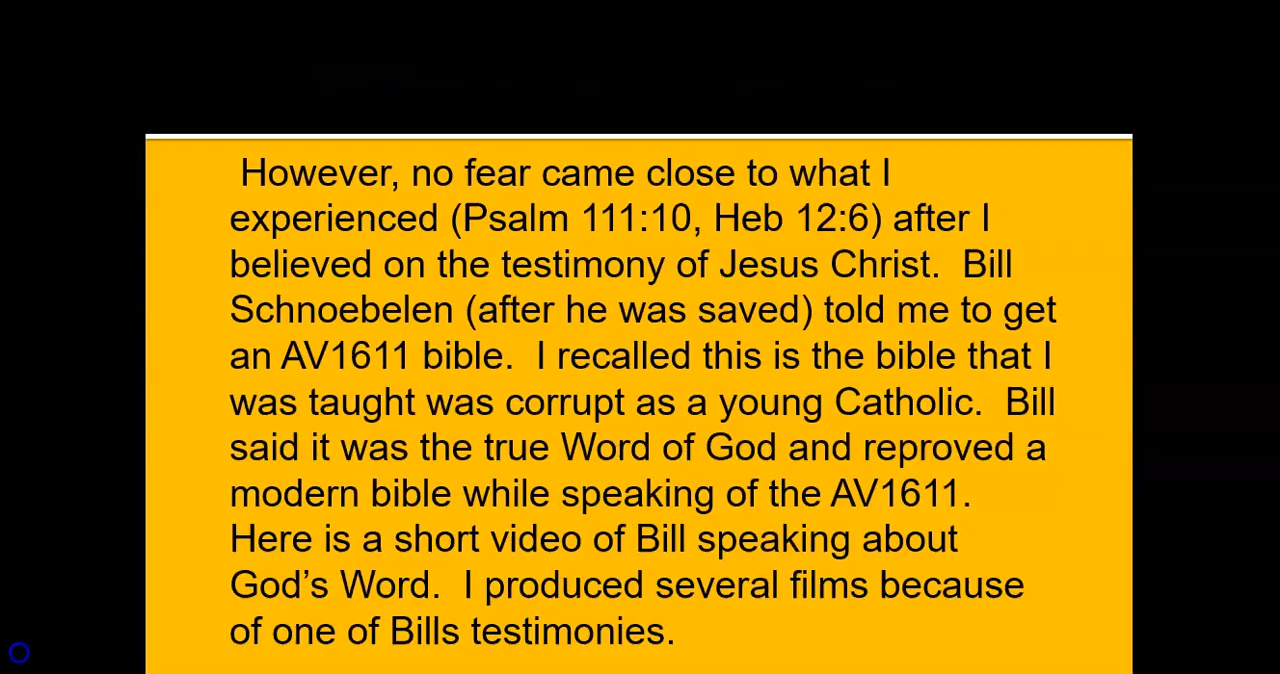 However, no fear came close to what I
experienced (Psalm 111:10, Heb 12:6) after I
believed on the testimony of Jesus Christ.  Bill
Schnoebelen (after he was saved) told me to get
an AV1611 bible.  I recalled this is the bible that I
was taught was corrupt as a young Catholic.  Bill
said it was the true Word of God and reproved a
modern bible while speaking of the AV1611.
Here is a short video of Bill speaking about
God’s Word.  I produced several films because
of one of Bills testimonies.